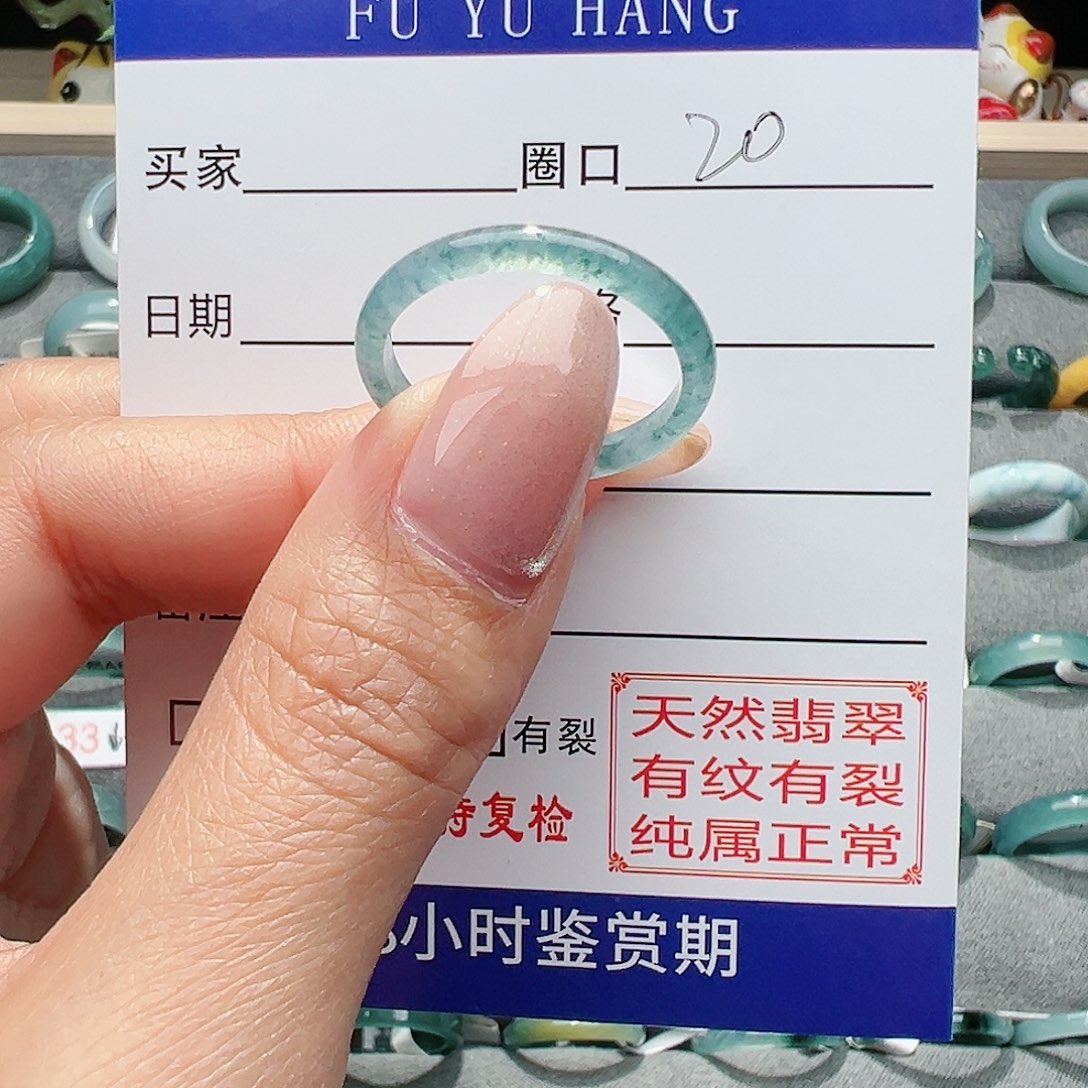 FU YU HANG
买家 圈口 20
日期
有裂
复检
天然翡翠
有纹有裂
纯属正常
小时鉴赏期
33